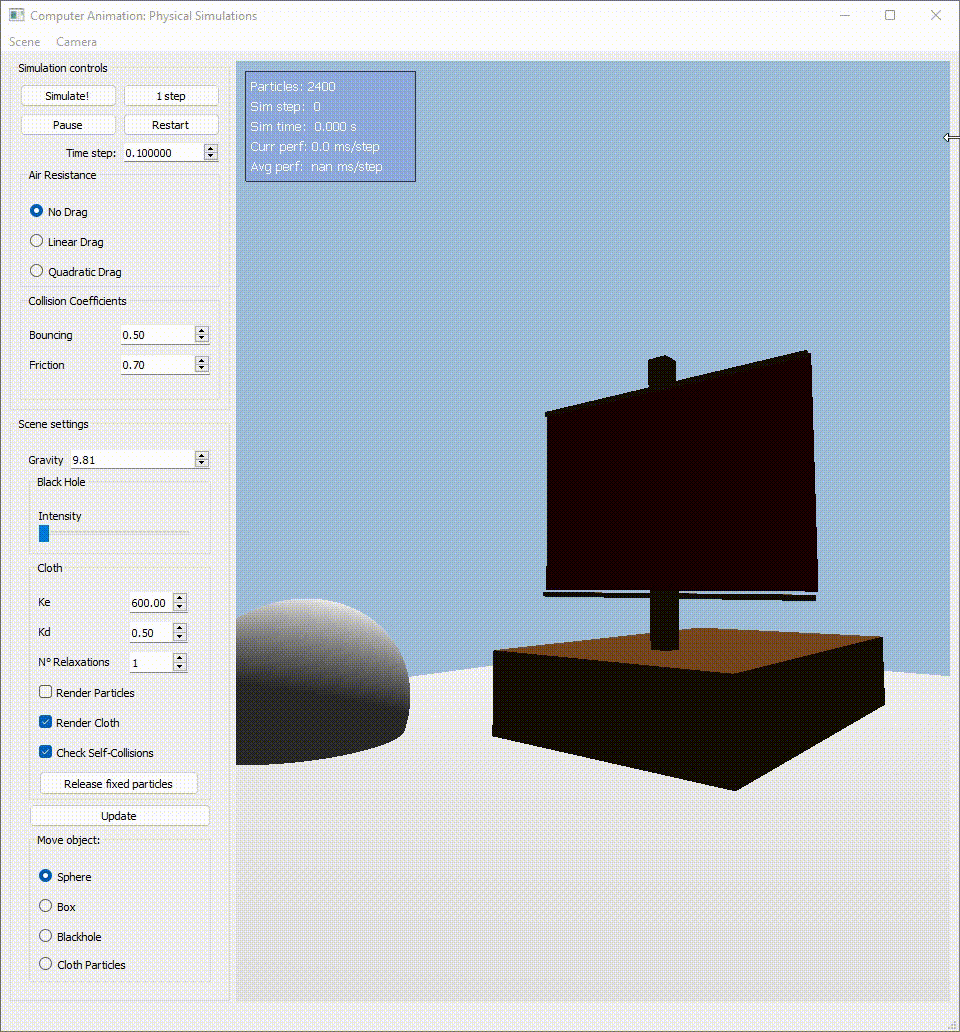 Computer Animation: Physical Simulations
Scene Camera
Simulation controls
Simulate! 1 step
Pause Restart
Time step: 0.100000
Air Resistance
No Drag
Linear Drag
Quadratic Drag
Collision Coefficients
Bouncing 0.50
Friction 0.70
Scene settings
Gravity 9.81
Black Hole
Intensity
Cloth
Ke 600.00
Kd 0.50
Nº Relaxations 1
Render Particles
Render Cloth
Check Self-Collisions
Release fixed particles
Update
Move object:
Sphere
Box
Blackhole
Cloth Particles
Particles: 2400
Sim step: 0
Sim time: 0.000 s
Curr perf: 0.0 ms/step
Avg perf: nan ms/step